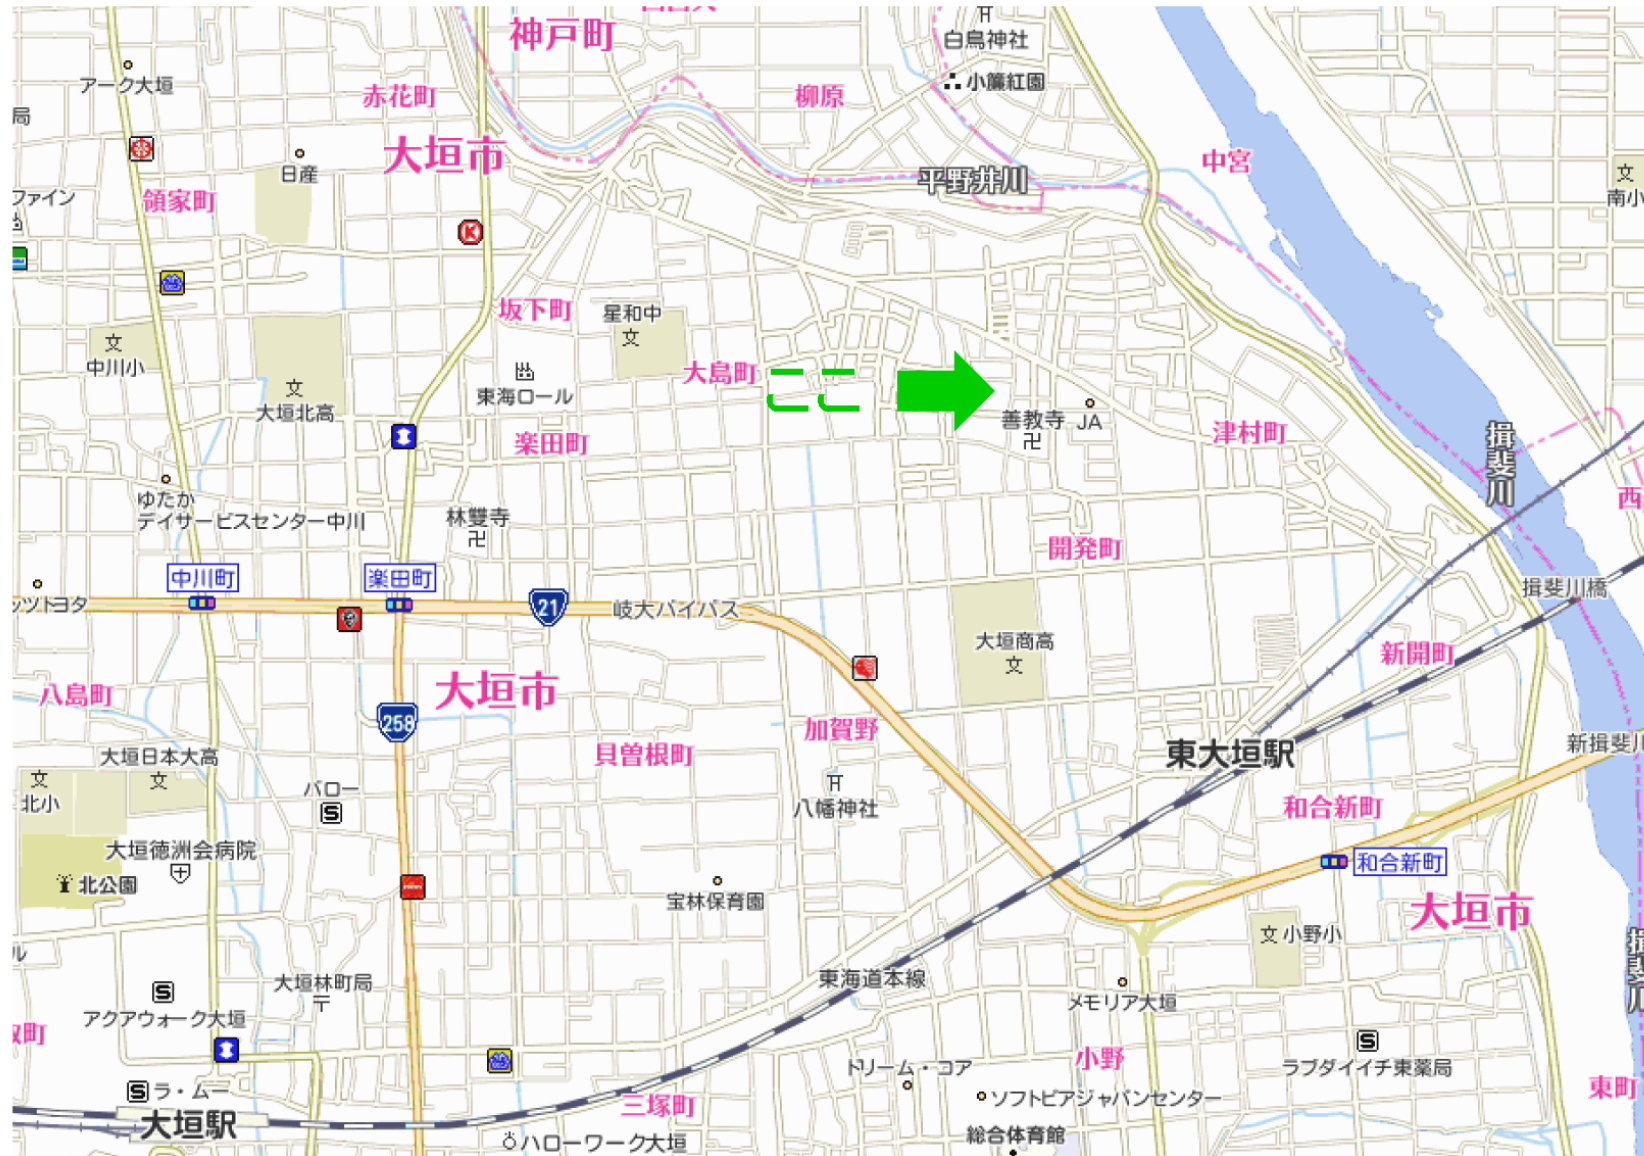 神戸町
白鳥神社
小簾紅園
アーク大垣
赤花町
柳原
局
大垣市
日産
中宮
平野井川
南小
ファイン
領家町
坂下町
星和中
中川小
大垣北高
東海ロール
大島町
善教寺
JA
津村町
楽田町
揖斐川
西
ゆたか
デイサービスセンター中川
林雙寺
開発町
中川町
楽田町
21
岐大バイパス
ッツトヨタ
揖斐川橋
大垣商高
新開町
八島町
大垣市
258
加賀野
貝曽根町
大垣日本大高
東大垣駅
新揖斐川
北小
バロー
八幡神社
和合新町
大垣徳洲会病院
和合新町
北公園
宝林保育園
大垣市
小野小
ル
大垣林町局
東海道本線
揖斐川
メモリア大垣
アクアウォーク大垣
町
小野
ドリーム・コア
ラブダイイチ東薬局
ラ・ムー
三塚町
ソフトピアジャパンセンター
東町
大垣駅
ハローワーク大垣
総合体育館